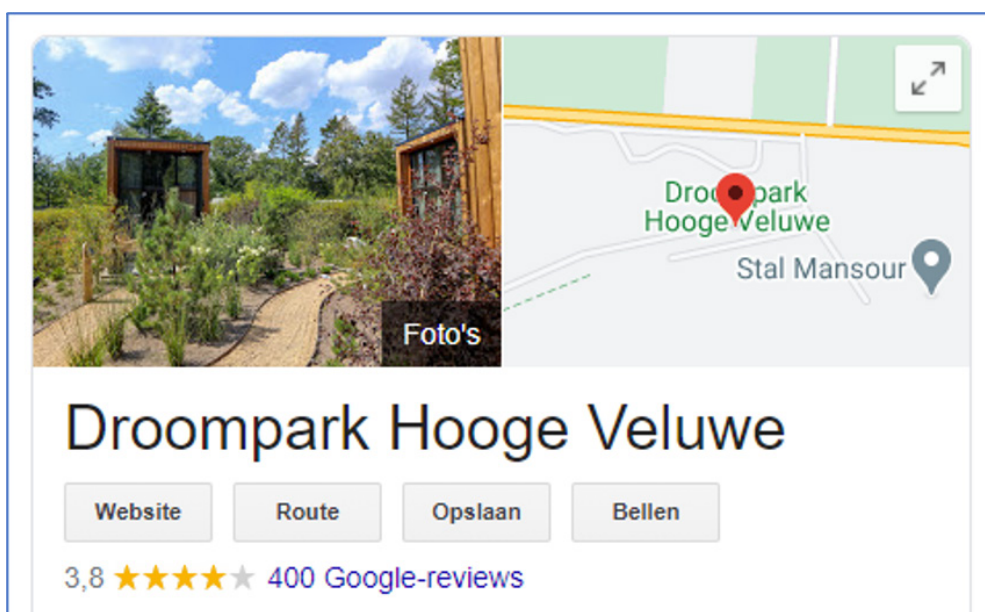 Foto's
Droompark
Hooge Veluwe
Stal Mansour
Droompark Hooge Veluwe
Website
Route
Opslaan
Bellen
3,8
400 Google-reviews